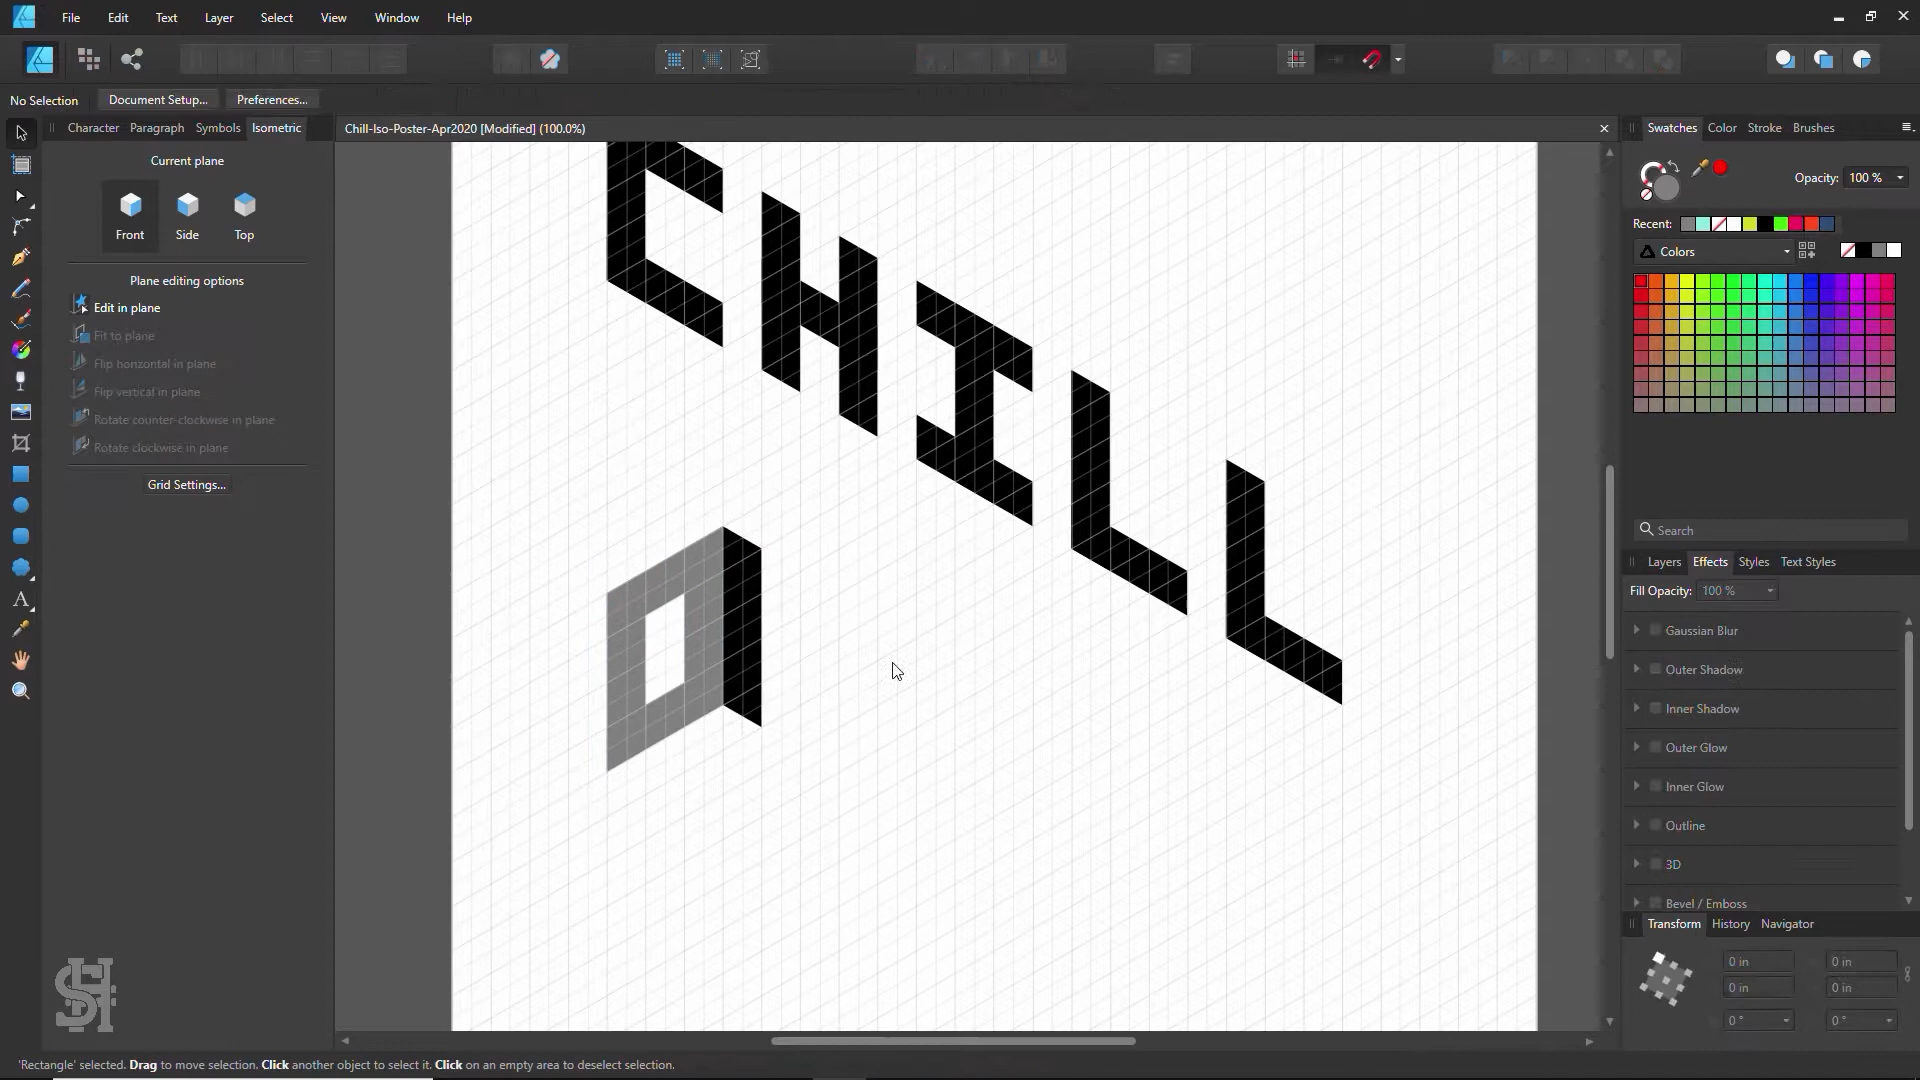 File Edit Text Layer Select View Window Help
No Selection Document Setup... Preferences...
Character Paragraph Symbols Isometric
Chill-Iso-Poster-Apr2020 [Modified] (100.0%)
Swatches Color Stroke Brushes
Current plane
Front Side Top
Plane editing options
Edit in plane
Fit to plane
Flip horizontal in plane
Flip vertical in plane
Rotate counter-clockwise in plane
Rotate clockwise in plane
Grid Settings...
CHILL
Opacity: 100 %
Recent:
Colors
Search
Layers Effects Styles Text Styles
Fill Opacity: 100 %
Gaussian Blur
Outer Shadow
Inner Shadow
Outer Glow
Inner Glow
Outline
3D
Bevel / Emboss
Transform History Navigator
0 in 0 in
0 in 0 in
0 ° 0 °
'Rectangle' selected. Drag to move selection. Click another object to select it. Click on an empty area to deselect selection.